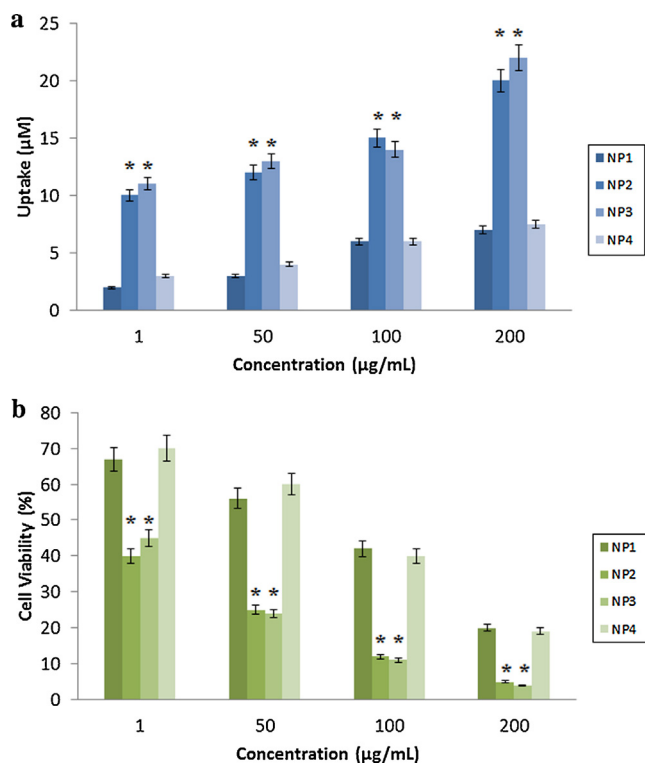 a
25
20
15
10
5
0
Uptake (µM)
* *
* *
* *
* *
1 50 100 200
Concentration (µg/mL)
NP1
NP2
NP3
NP4
b
80
70
60
50
40
30
20
10
0
Cell Viability (%)
* *
* *
* *
* *
1 50 100 200
Concentration (µg/mL)
NP1
NP2
NP3
NP4